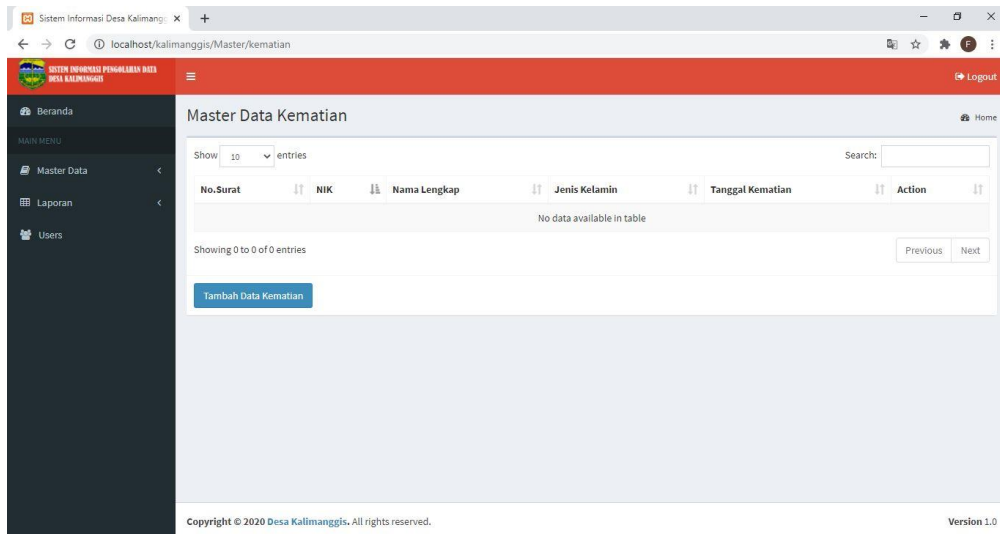 Sistem Informasi Desa Kalimangg
localhost/kalimanggis/Master/kematian
F
SISTEM INFORMASI PENGOLAHAN DATA
DESA KALIMANGGIS
Logout
Beranda
Master Data Kematian
Home
MAIN MENU
Show 10 entries
Search:
Master Data
No.Surat NIK Nama Lengkap Jenis Kelamin Tanggal Kematian Action
Laporan
No data available in table
Users
Showing 0 to 0 of 0 entries
Previous Next
Tambah Data Kematian
Copyright © 2020 Desa Kalimanggis. All rights reserved.
Version 1.0